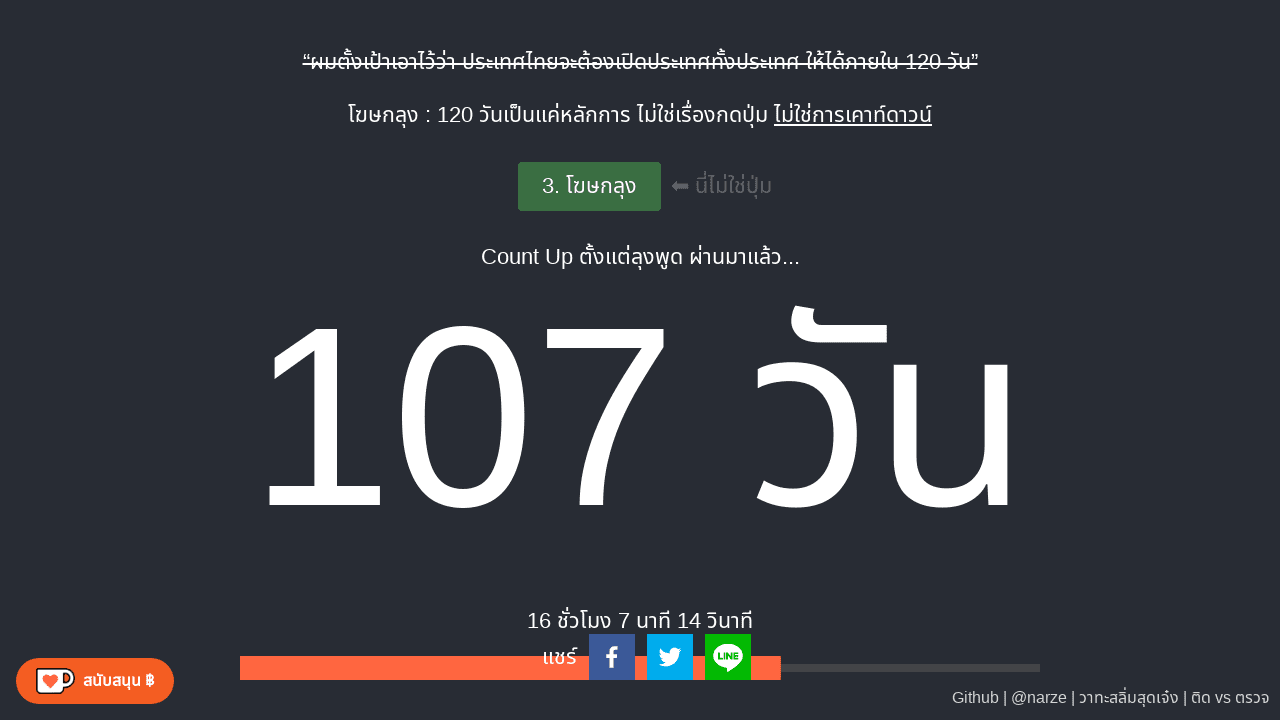 “ผมตั้งเป้าเอาไว้ว่า ประเทศไทยจะต้องเปิดประเทศทั้งประเทศ ให้ได้ภายใน 120 วัน”
โฆษกลุง : 120 วันเป็นแค่หลักการ ไม่ใช่เรื่องกดปุ่ม ไม่ใช่การเคาท์ดาวน์
3. โฆษกลุง ⬅ นี่ไม่ใช่ปุ่ม
Count Up ตั้งแต่ลุงพูด ผ่านมาแล้ว...
107 วัน
16 ชั่วโมง 7 นาที 14 วินาที
แชร์
LINE
สนับสนุน ฿
Github | @narze | วาทะสลิ่มสุดเจ๋ง | ติด vs ตรวจ